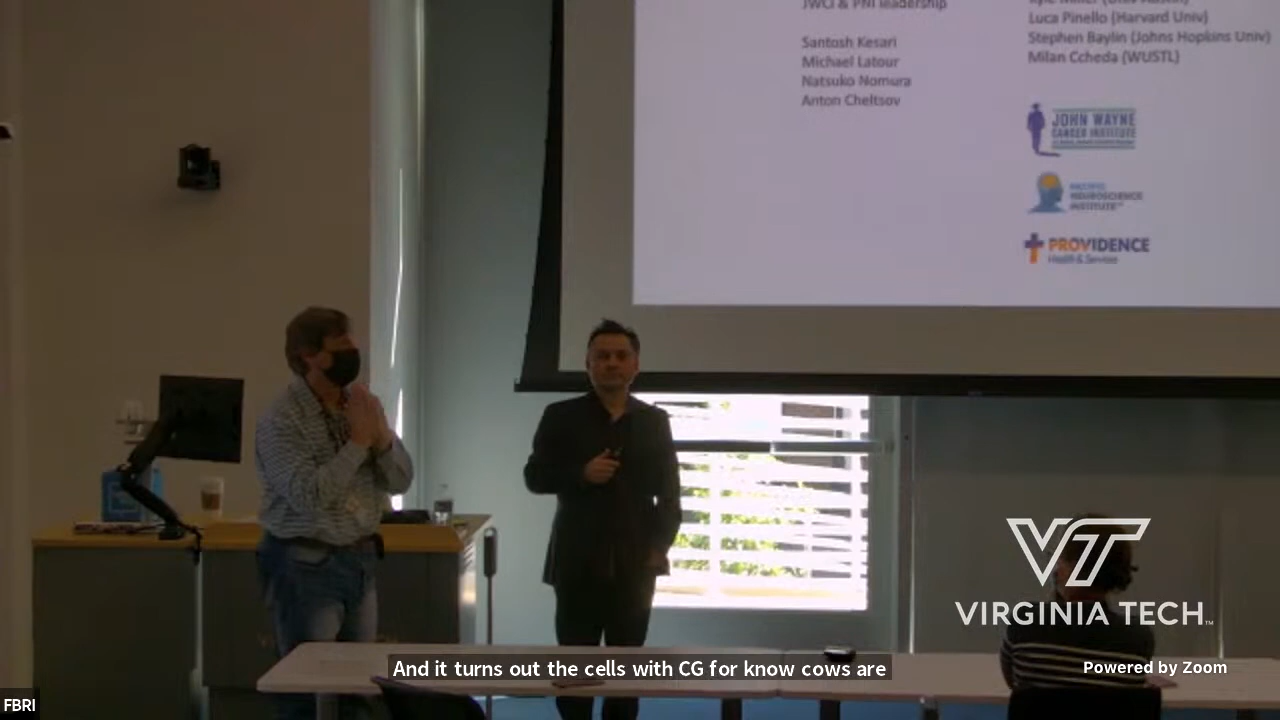 JWCI & PNI leadership
Santosh Kesari
Michael Latour
Natsuko Nomura
Anton Cheltsov
Luca Pinello (Harvard Univ)
Stephen Baylin (Johns Hopkins Univ)
Milan Ccheda (WUSTL)
JOHN WAYNE
CANCER INSTITUTE
PACIFIC
NEUROSCIENCE
INSTITUTE
PROVIDENCE
Health & Services
VT
VIRGINIA TECH™
And it turns out the cells with CG for know cows are
Powered by Zoom
FBRI